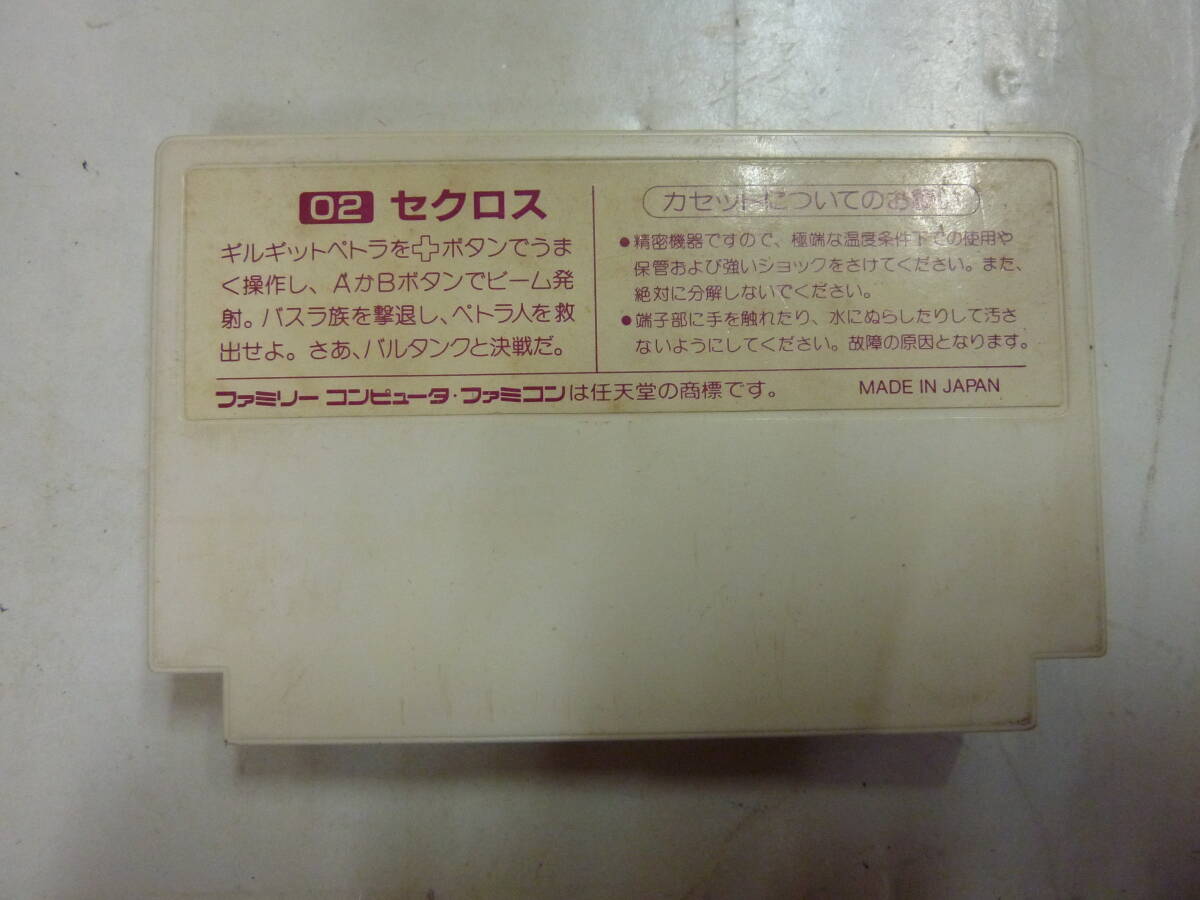 02 セクロス
ギルギットペトラを✚ボタンでうま
く操作し、AかBボタンでビーム発
射。バスラ族を撃退し、ペトラ人を救
出せよ。さあ、バルタンクと決戦だ。
カセットについてのお願い
●精密機器ですので、極端な温度条件下での使用や
保管および強いショックをさけてください。また、
絶対に分解しないでください。
●端子部に手を触れたり、水にぬらしたりして汚さ
ないようにしてください。故障の原因となります。
ファミリー コンピュータ・ファミコンは任天堂の商標です。
MADE IN JAPAN